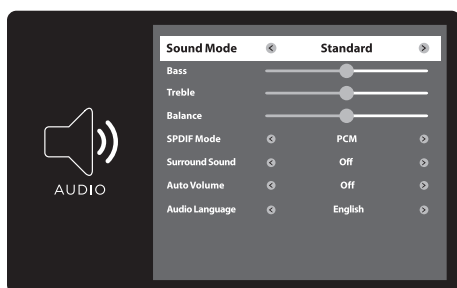 Sound Mode Standard
Bass
Treble
Balance
SPDIF Mode PCM
Surround Sound Off
Auto Volume Off
Audio Language English
AUDIO